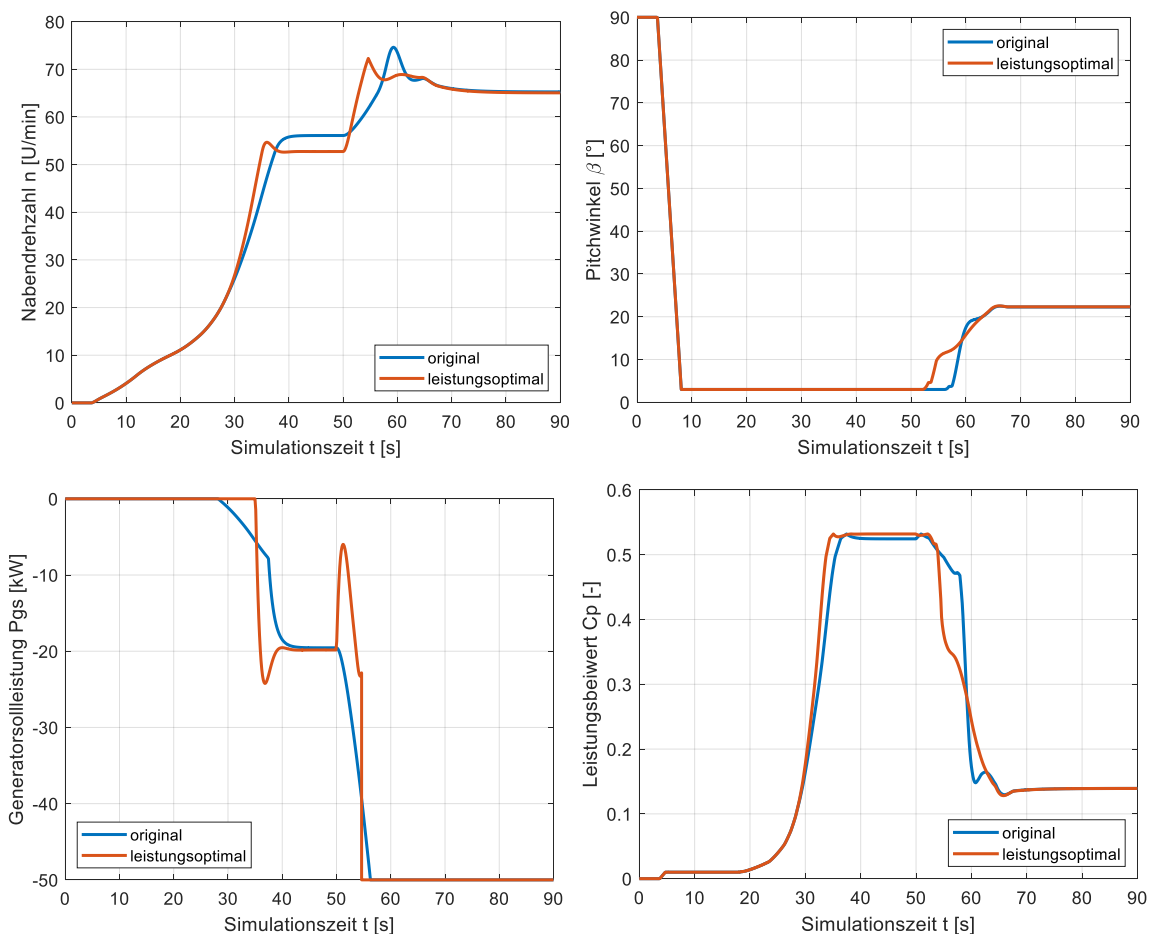 80
70
60
50
40
30
20
10
0
Nabendrehzahl n [U/min]
original
leistungsoptimal
0 10 20 30 40 50 60 70 80 90
Simulationszeit t [s]
90
80
70
60
50
40
30
20
10
0
Pitchwinkel β [°]
original
leistungsoptimal
0 10 20 30 40 50 60 70 80 90
Simulationszeit t [s]
0
-10
-20
-30
-40
-50
Generatorsollleistung Pgs [kW]
original
leistungsoptimal
0 10 20 30 40 50 60 70 80 90
Simulationszeit t [s]
0.6
0.5
0.4
0.3
0.2
0.1
0
Leistungsbeiwert Cp [-]
original
leistungsoptimal
0 10 20 30 40 50 60 70 80 90
Simulationszeit t [s]